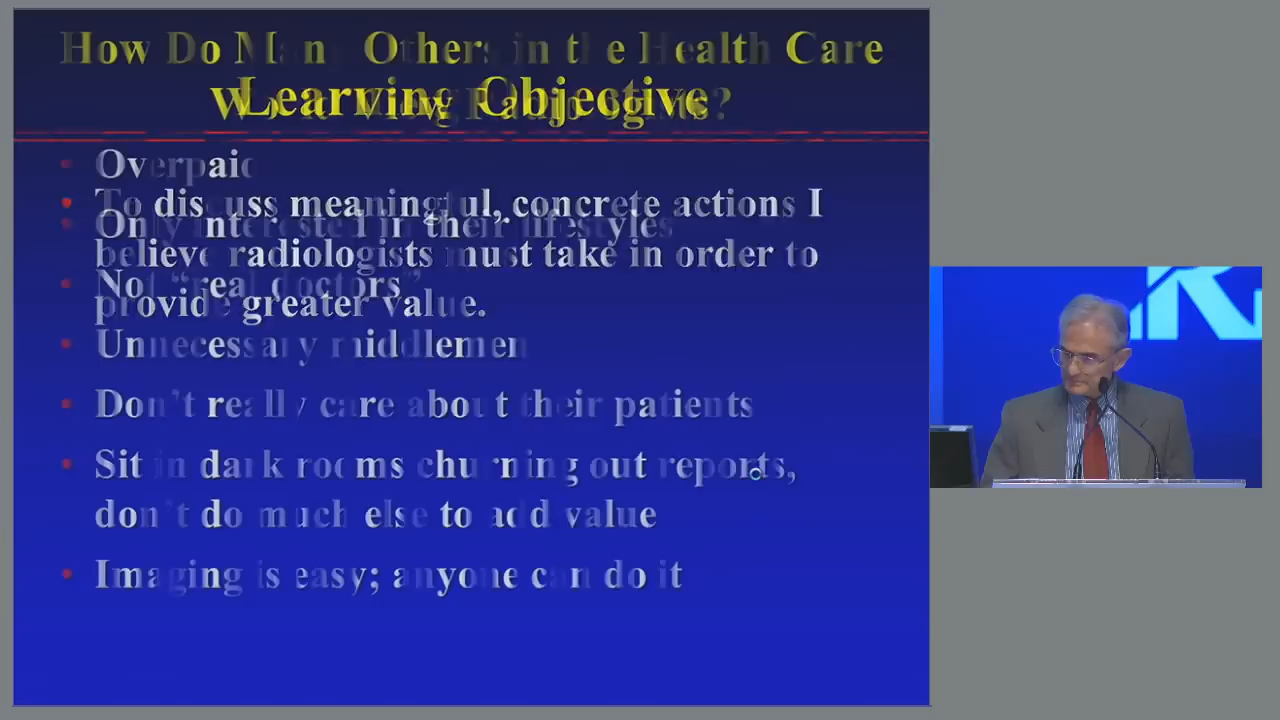 How Do Many Others in the Health Care
World View Radiologists?
Learning Objective
• Overpaid
• To discuss meaningful, concrete actions I
believe radiologists must take in order to
provide greater value.
• Only interested in their lifestyles
• Not “real doctors”
• Unnecessary middlemen
• Don’t really care about their patients
• Sit in dark rooms churning out reports,
don’t do much else to add value
• Imaging is easy; anyone can do it